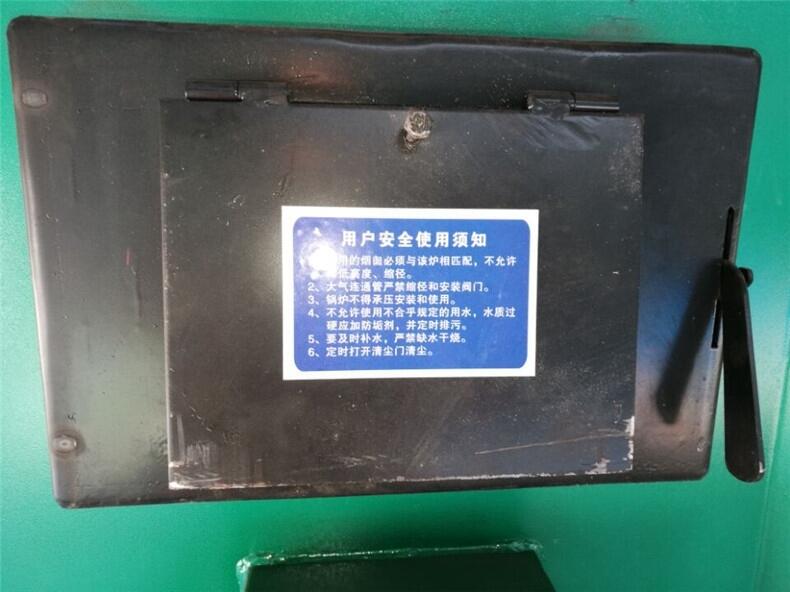 用户安全使用须知
用的烟囱必须与该炉相匹配，不允许
低高度、缩径。
2、大气连通管严禁缩径和安装阀门。
3、锅炉不得承压安装和使用。
4、不允许使用不合乎规定的用水，水质过
硬应加防垢剂，并定时排污。
5、要及时补水，严禁缺水干烧。
6、定时打开清尘门清尘。